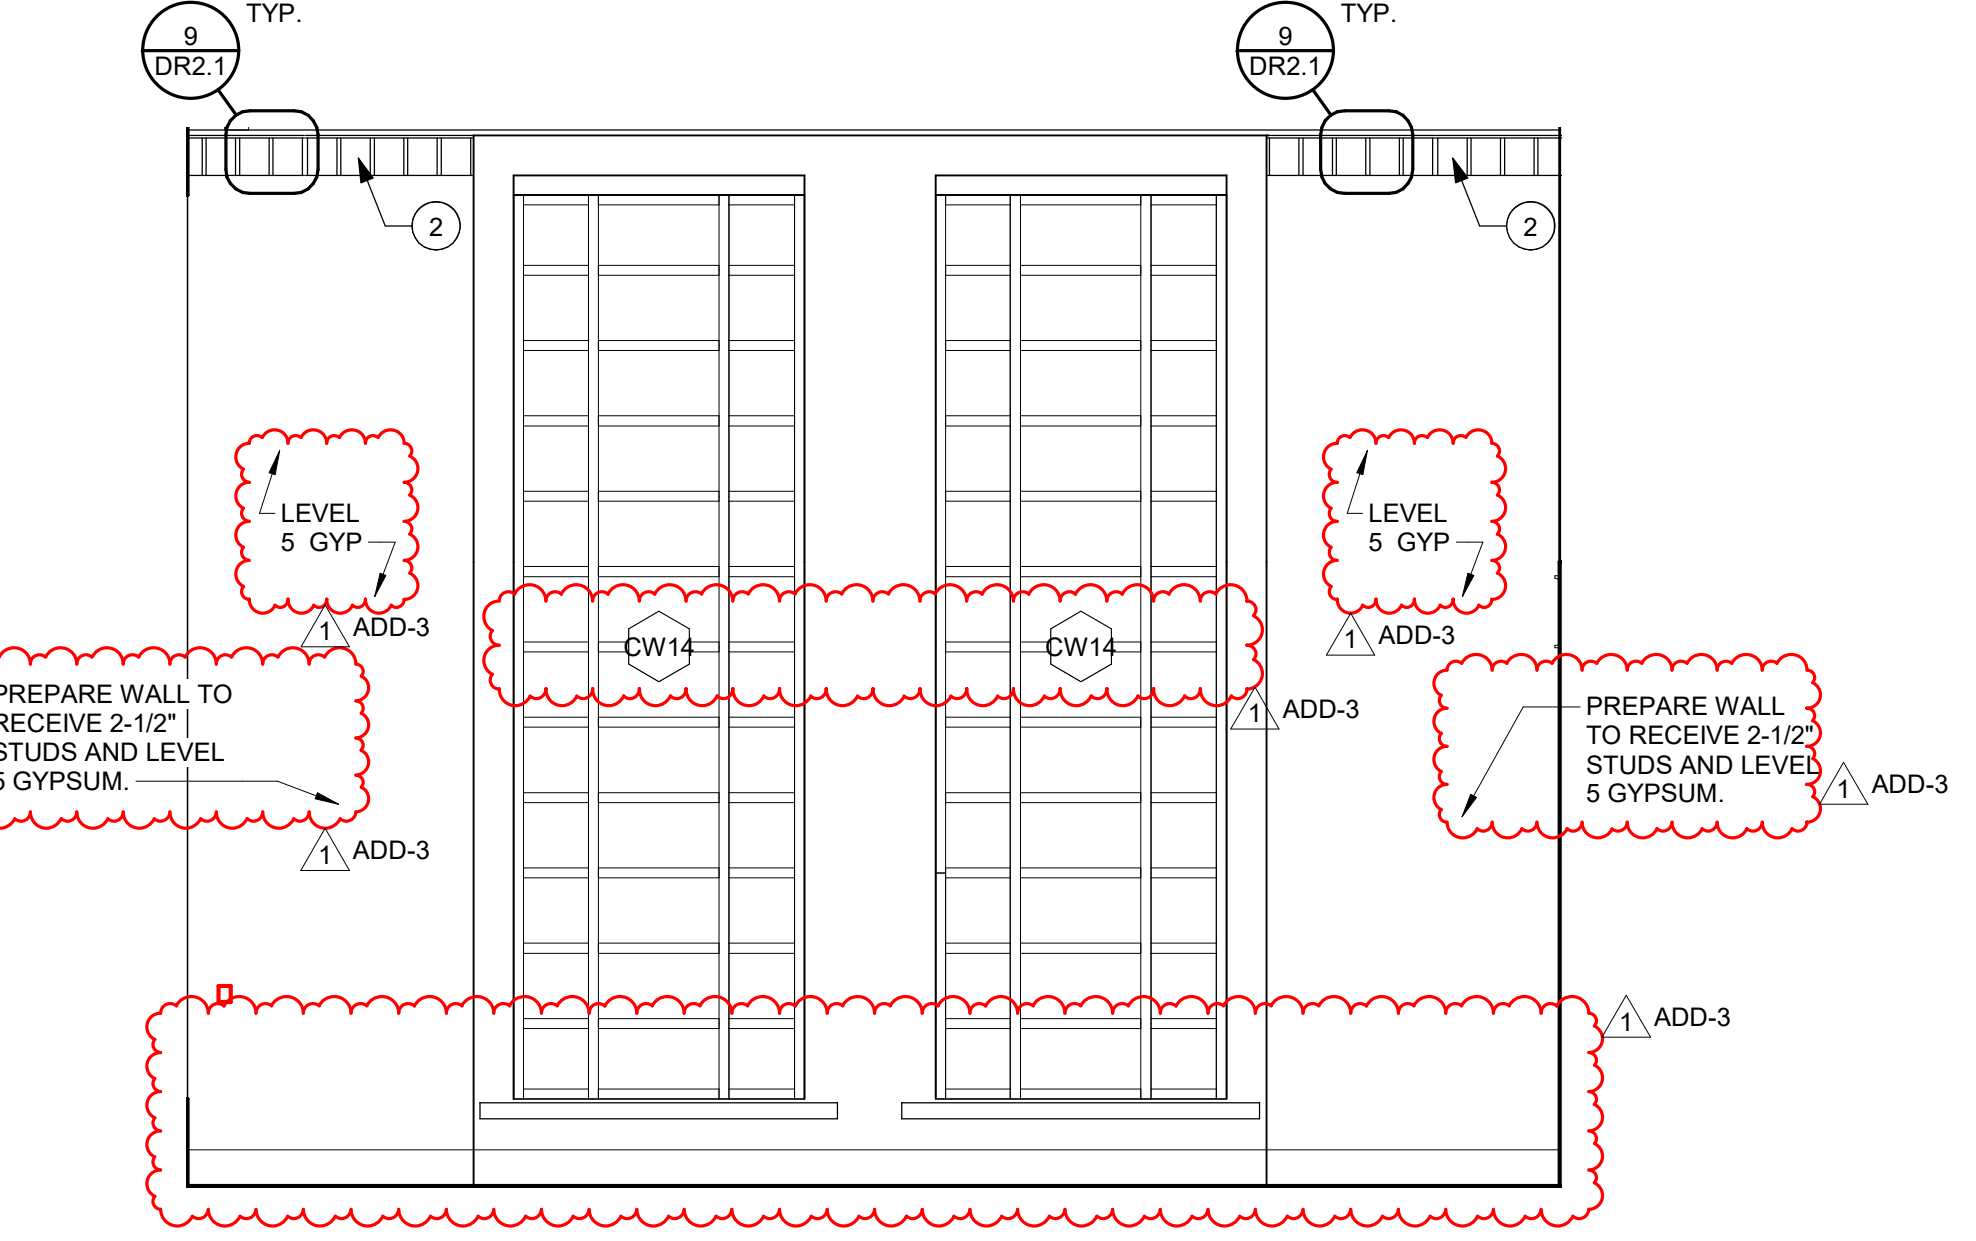 TYP.
9
DR2.1
TYP.
9
DR2.1
2
2
LEVEL
5 GYP
1 ADD-3
LEVEL
5 GYP
1 ADD-3
CW14
CW14
1 ADD-3
PREPARE WALL TO
RECEIVE 2-1/2"
STUDS AND LEVEL
5 GYPSUM.
1 ADD-3
PREPARE WALL
TO RECEIVE 2-1/2"
STUDS AND LEVEL
5 GYPSUM.
1 ADD-3
1 ADD-3